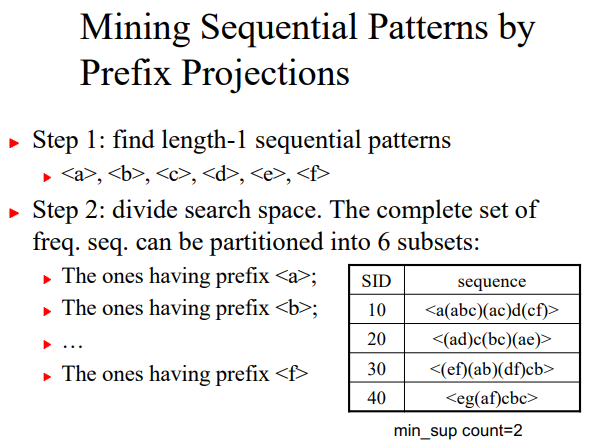 Mining Sequential Patterns by
Prefix Projections
Step 1: find length-1 sequential patterns
<a>, <b>, <c>, <d>, <e>, <f>
Step 2: divide search space. The complete set of
freq. seq. can be partitioned into 6 subsets:
The ones having prefix <a>;
The ones having prefix <b>;
…
The ones having prefix <f>
SID sequence
10 <a(abc)(ac)d(cf)>
20 <(ad)c(bc)(ae)>
30 <(ef)(ab)(df)cb>
40 <eg(af)cbc>
min_sup count=2